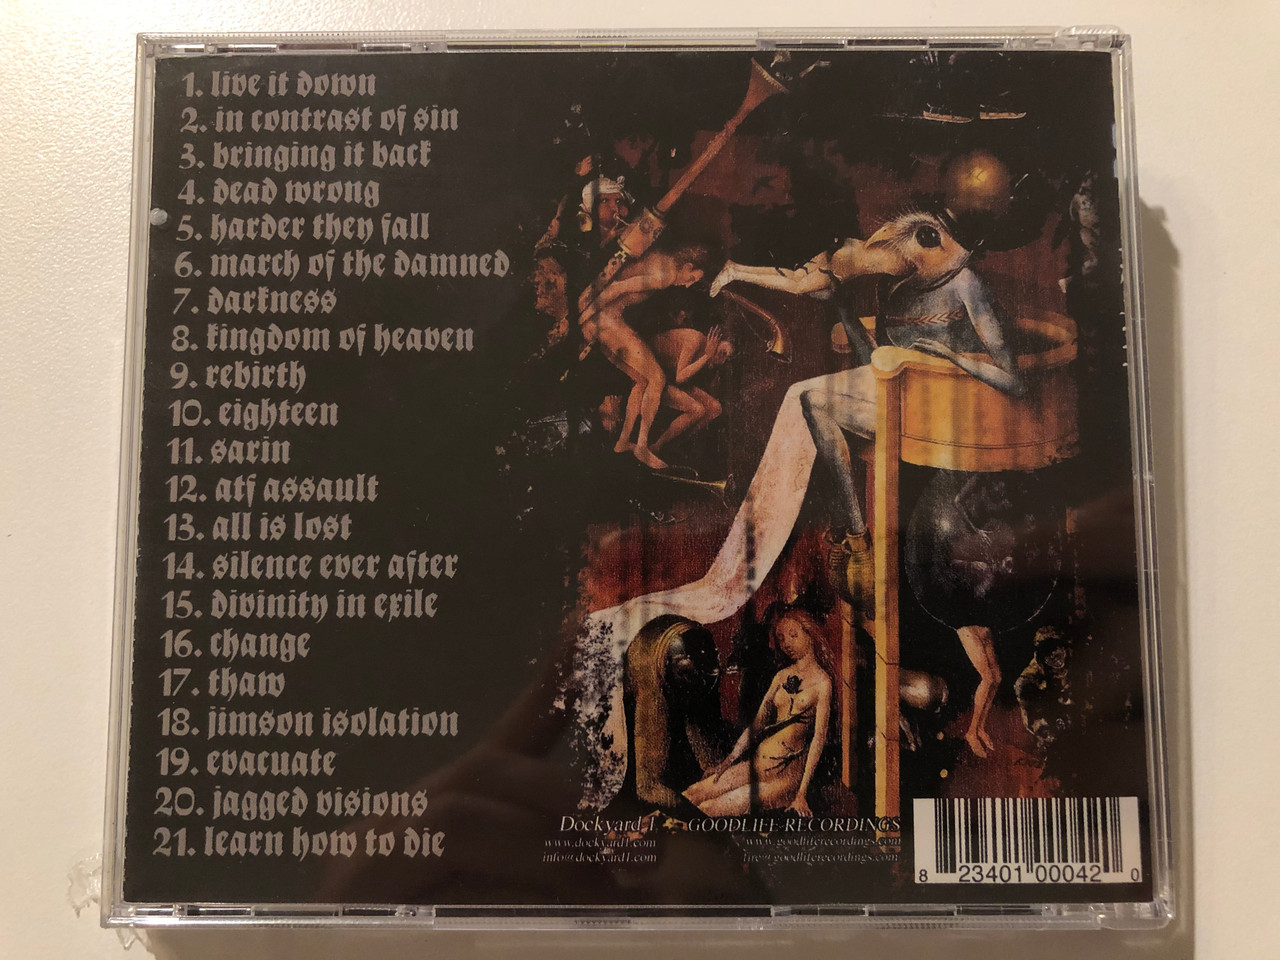 1. live it down
2. in contrast of sin
3. bringing it back
4. dead wrong
5. harder they fall
6. march of the damned
7. darkness
8. kingdom of heaven
9. rebirth
10. eighteen
11. sarin
12. atf assault
13. all is lost
14. silence ever after
15. divinity in exile
16. change
17. thaw
18. jimson isolation
19. evacuate
20. jagged visions
21. learn how to die
Dockyard 1
www.dockyard1.com
info@dockyard1.com
GOODLIFE RECORDINGS
www.goodliferecordings.com
8 23401 00042 0